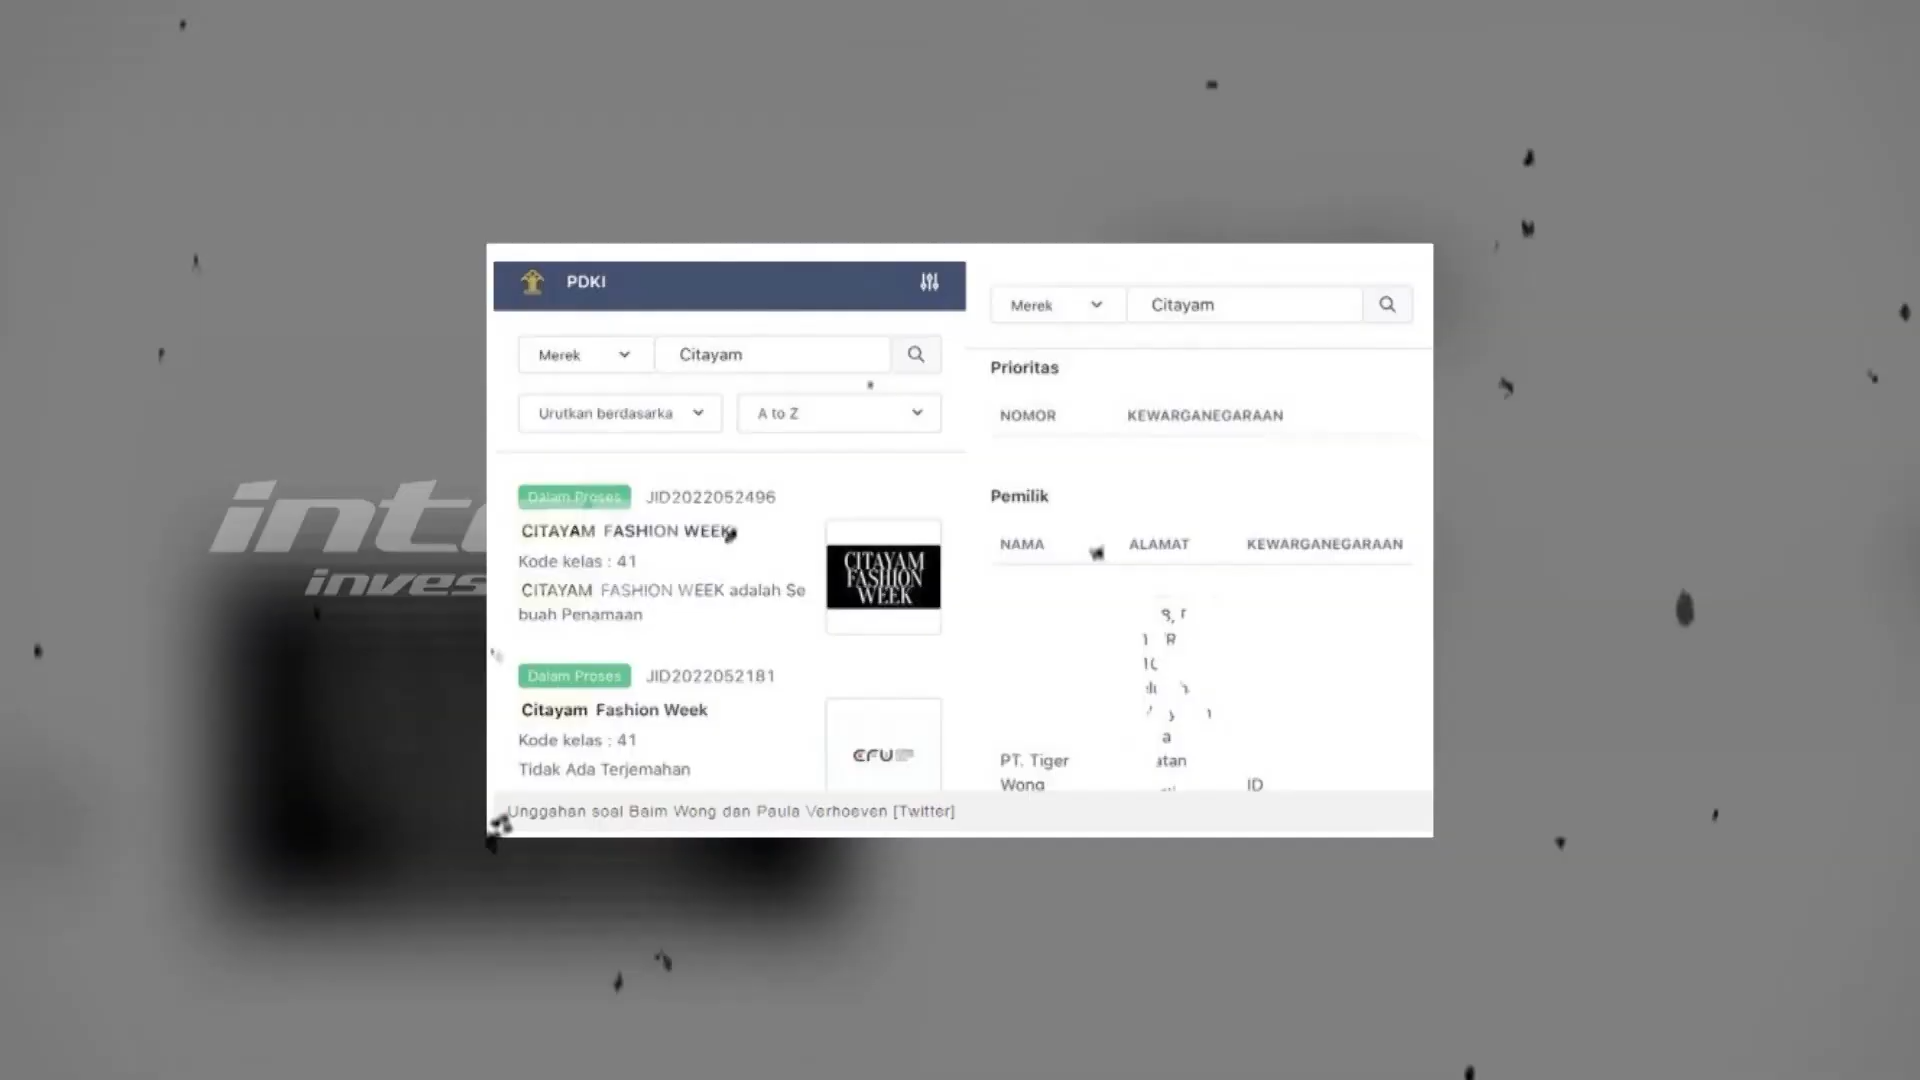 PDKI
Merek
Citayam
Urutkan berdasarka
A to Z
Dalam Proses JID2022052496
CITAYAM FASHION WEEK
Kode kelas : 41
CITAYAM FASHION WEEK adalah Se
buah Penamaan
CITAYAM
FASHION
WEEK
Dalam Proses JID2022052181
Citayam Fashion Week
Kode kelas : 41
Tidak Ada Terjemahan
Merek
Citayam
Prioritas
NOMOR KEWARGANEGARAAN
Pemilik
NAMA ALAMAT KEWARGANEGARAAN
PT. Tiger
Wong ID
Unggahan soal Baim Wong dan Paula Verhoeven [Twitter]